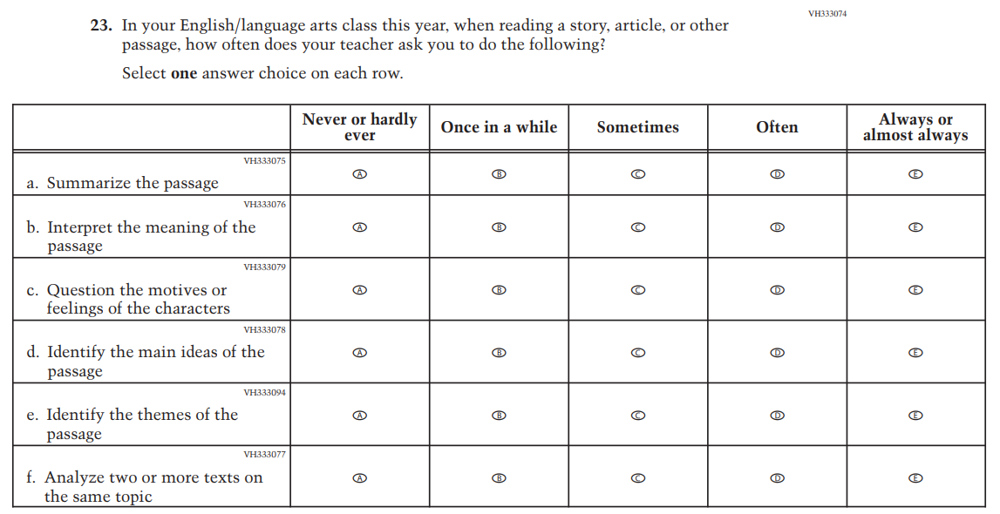 VH333074
23. In your English/language arts class this year, when reading a story, article, or other
passage, how often does your teacher ask you to do the following?
Select one answer choice on each row.
Never or hardly
ever
Once in a while
Sometimes
Often
Always or
almost always
VH333075
a. Summarize the passage
A B C D E
VH333076
b. Interpret the meaning of the
passage
A B C D E
VH333079
c. Question the motives or
feelings of the characters
A B C D E
VH333078
d. Identify the main ideas of the
passage
A B C D E
VH333094
e. Identify the themes of the
passage
A B C D E
VH333077
f. Analyze two or more texts on
the same topic
A B C D E